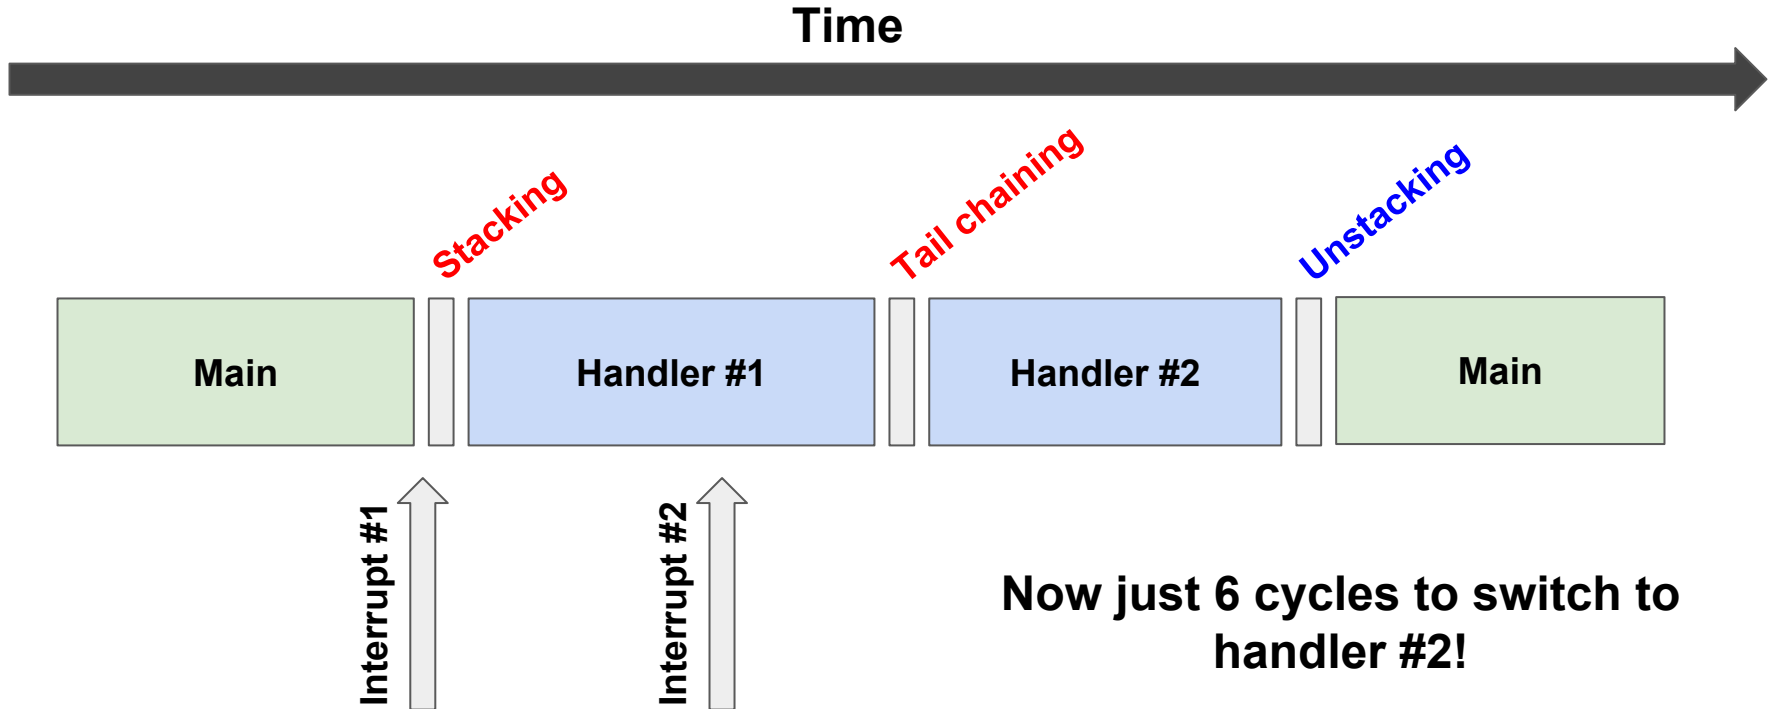 Time
Stacking
Tail chaining
Unstacking
Main
Handler #1
Handler #2
Main
Interrupt #1
Interrupt #2
Now just 6 cycles to switch to
handler #2!